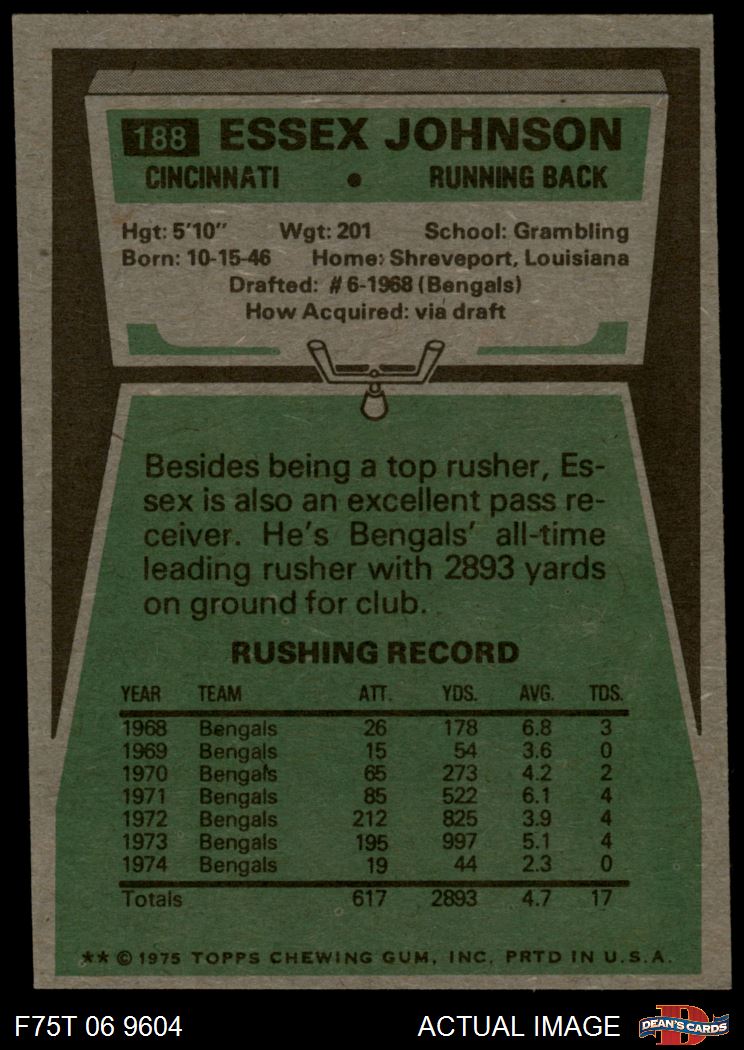 188 ESSEX JOHNSON
CINCINNATI • RUNNING BACK
Hgt: 5'10" Wgt: 201 School: Grambling
Born: 10-15-46 Home: Shreveport, Louisiana
Drafted: #6-1968 (Bengals)
How Acquired: via draft
Besides being a top rusher, Es-
sex is also an excellent pass re-
ceiver. He's Bengals' all-time
leading rusher with 2893 yards
on ground for club.
RUSHING RECORD
YEAR TEAM ATT. YDS. AVG. TDS.
1968 Bengals 26 178 6.8 3
1969 Bengals 15 54 3.6 0
1970 Bengals 65 273 4.2 2
1971 Bengals 85 522 6.1 4
1972 Bengals 212 825 3.9 4
1973 Bengals 195 997 5.1 4
1974 Bengals 19 44 2.3 0
Totals 617 2893 4.7 17
** © 1975 TOPPS CHEWING GUM, INC. PRTD IN U.S.A.
F75T 06 9604 ACTUAL IMAGE D DEAN'S CARDS